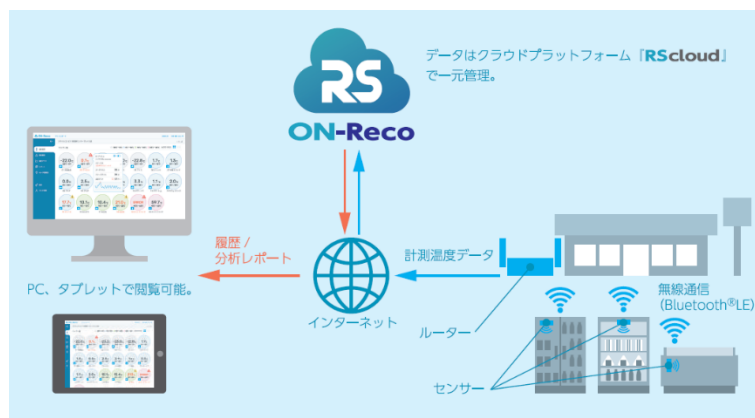 RS
ON-Reco
データはクラウドプラットフォーム『RScloud』
で一元管理。
履歴 /
分析レポート
計測温度データ
PC、タブレットで閲覧可能。
インターネット
ルーター
無線通信
(Bluetooth®LE)
センサー